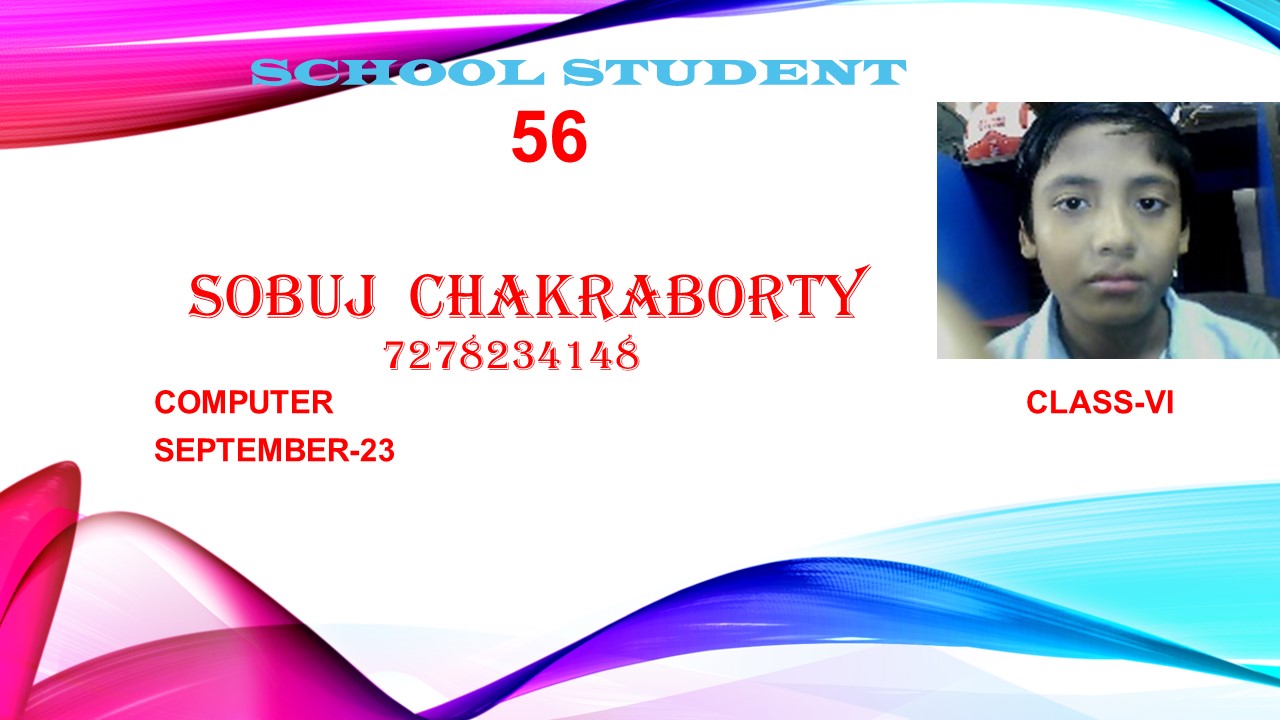 SCHOOL STUDENT
56
SOBUJ CHAKRABORTY
7278234148
COMPUTER CLASS-VI
SEPTEMBER-23